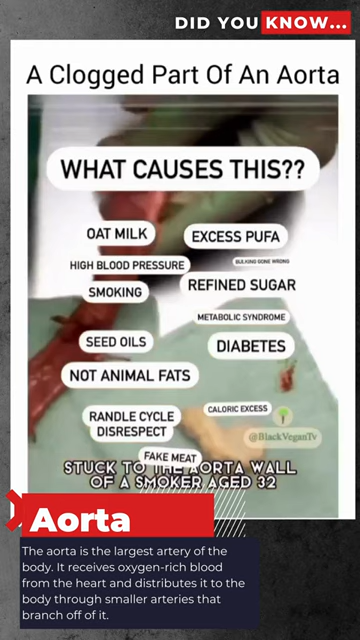 DID YOU KNOW...
A Clogged Part Of An Aorta
WHAT CAUSES THIS??
OAT MILK
EXCESS PUFA
HIGH BLOOD PRESSURE
BULKING GONE WRONG
SMOKING
REFINED SUGAR
METABOLIC SYNDROME
SEED OILS
DIABETES
NOT ANIMAL FATS
RANDLE CYCLE
DISRESPECT
CALORIC EXCESS
@BlackVeganTv
FAKE MEAT
STUCK TO THE AORTA WALL
OF A SMOKER AGED 32
Aorta
The aorta is the largest artery of the
body. It receives oxygen-rich blood
from the heart and distributes it to the
body through smaller arteries that
branch off of it.